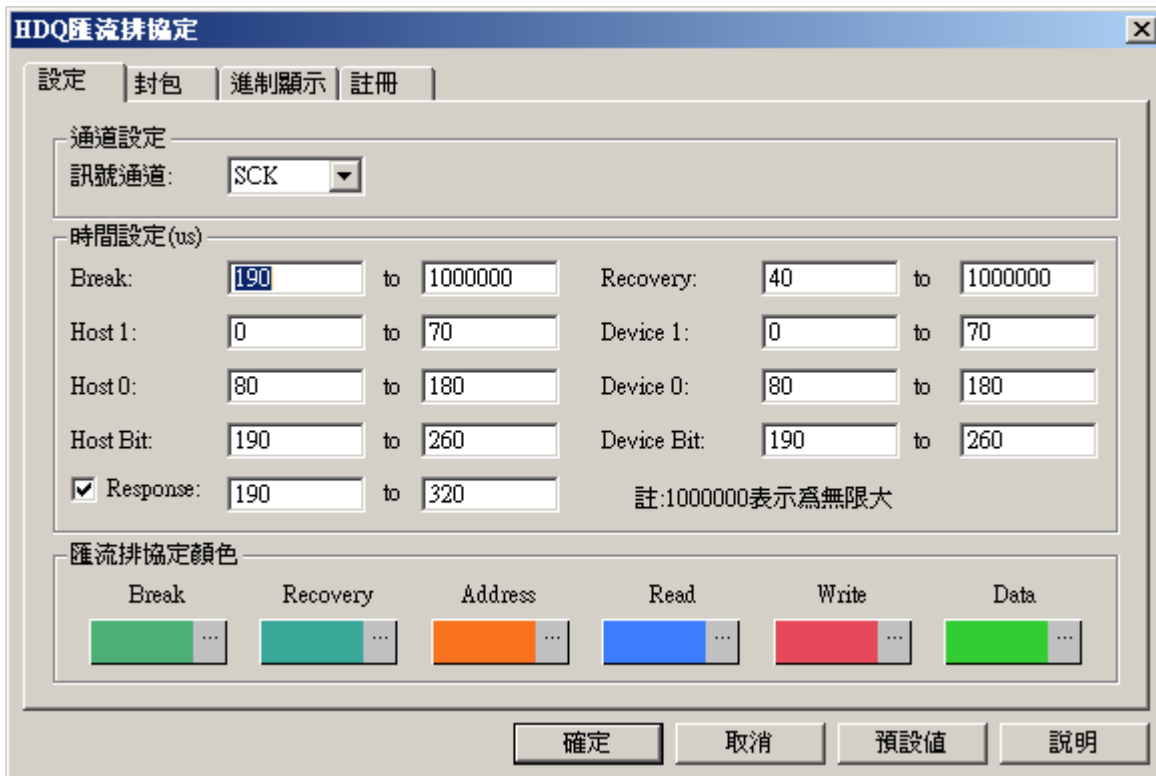 HDQ匯流排協定
設定 封包 進制顯示 註冊
通道設定
訊號通道: SCK
時間設定(us)
Break: 190 to 1000000 Recovery: 40 to 1000000
Host 1: 0 to 70 Device 1: 0 to 70
Host 0: 80 to 180 Device 0: 80 to 180
Host Bit: 190 to 260 Device Bit: 190 to 260
Response: 190 to 320 註:1000000表示爲無限大
匯流排協定顏色
Break Recovery Address Read Write Data
... ... ... ... ... ...
確定 取消 預設值 說明